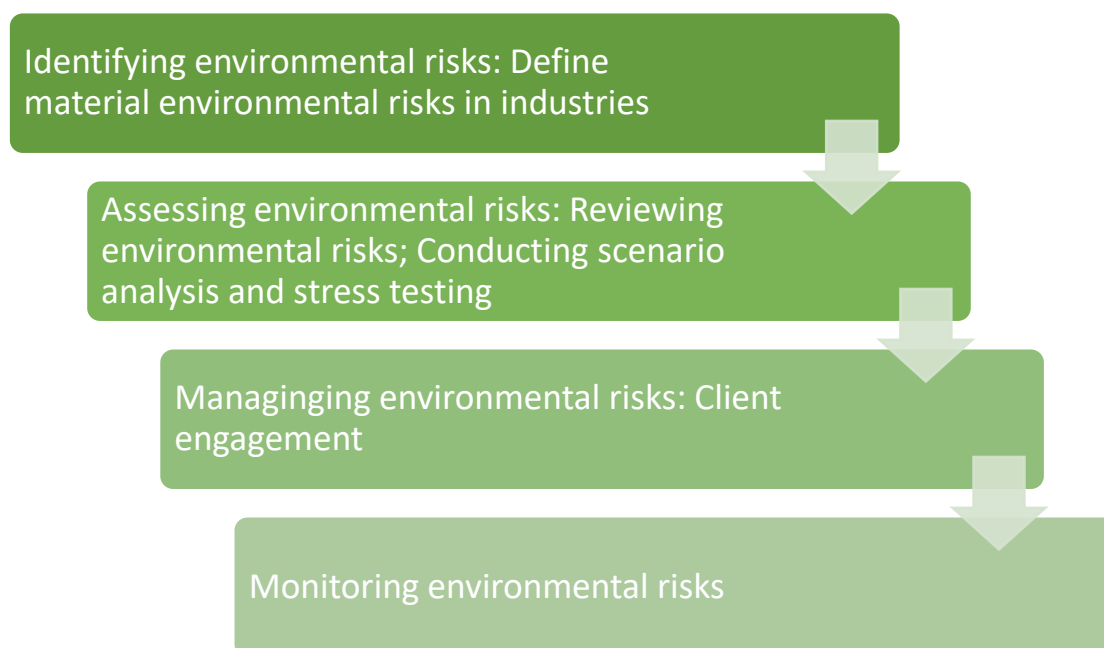 Identifying environmental risks: Define
material environmental risks in industries
Assessing environmental risks: Reviewing
environmental risks; Conducting scenario
analysis and stress testing
Managinging environmental risks: Client
engagement
Monitoring environmental risks